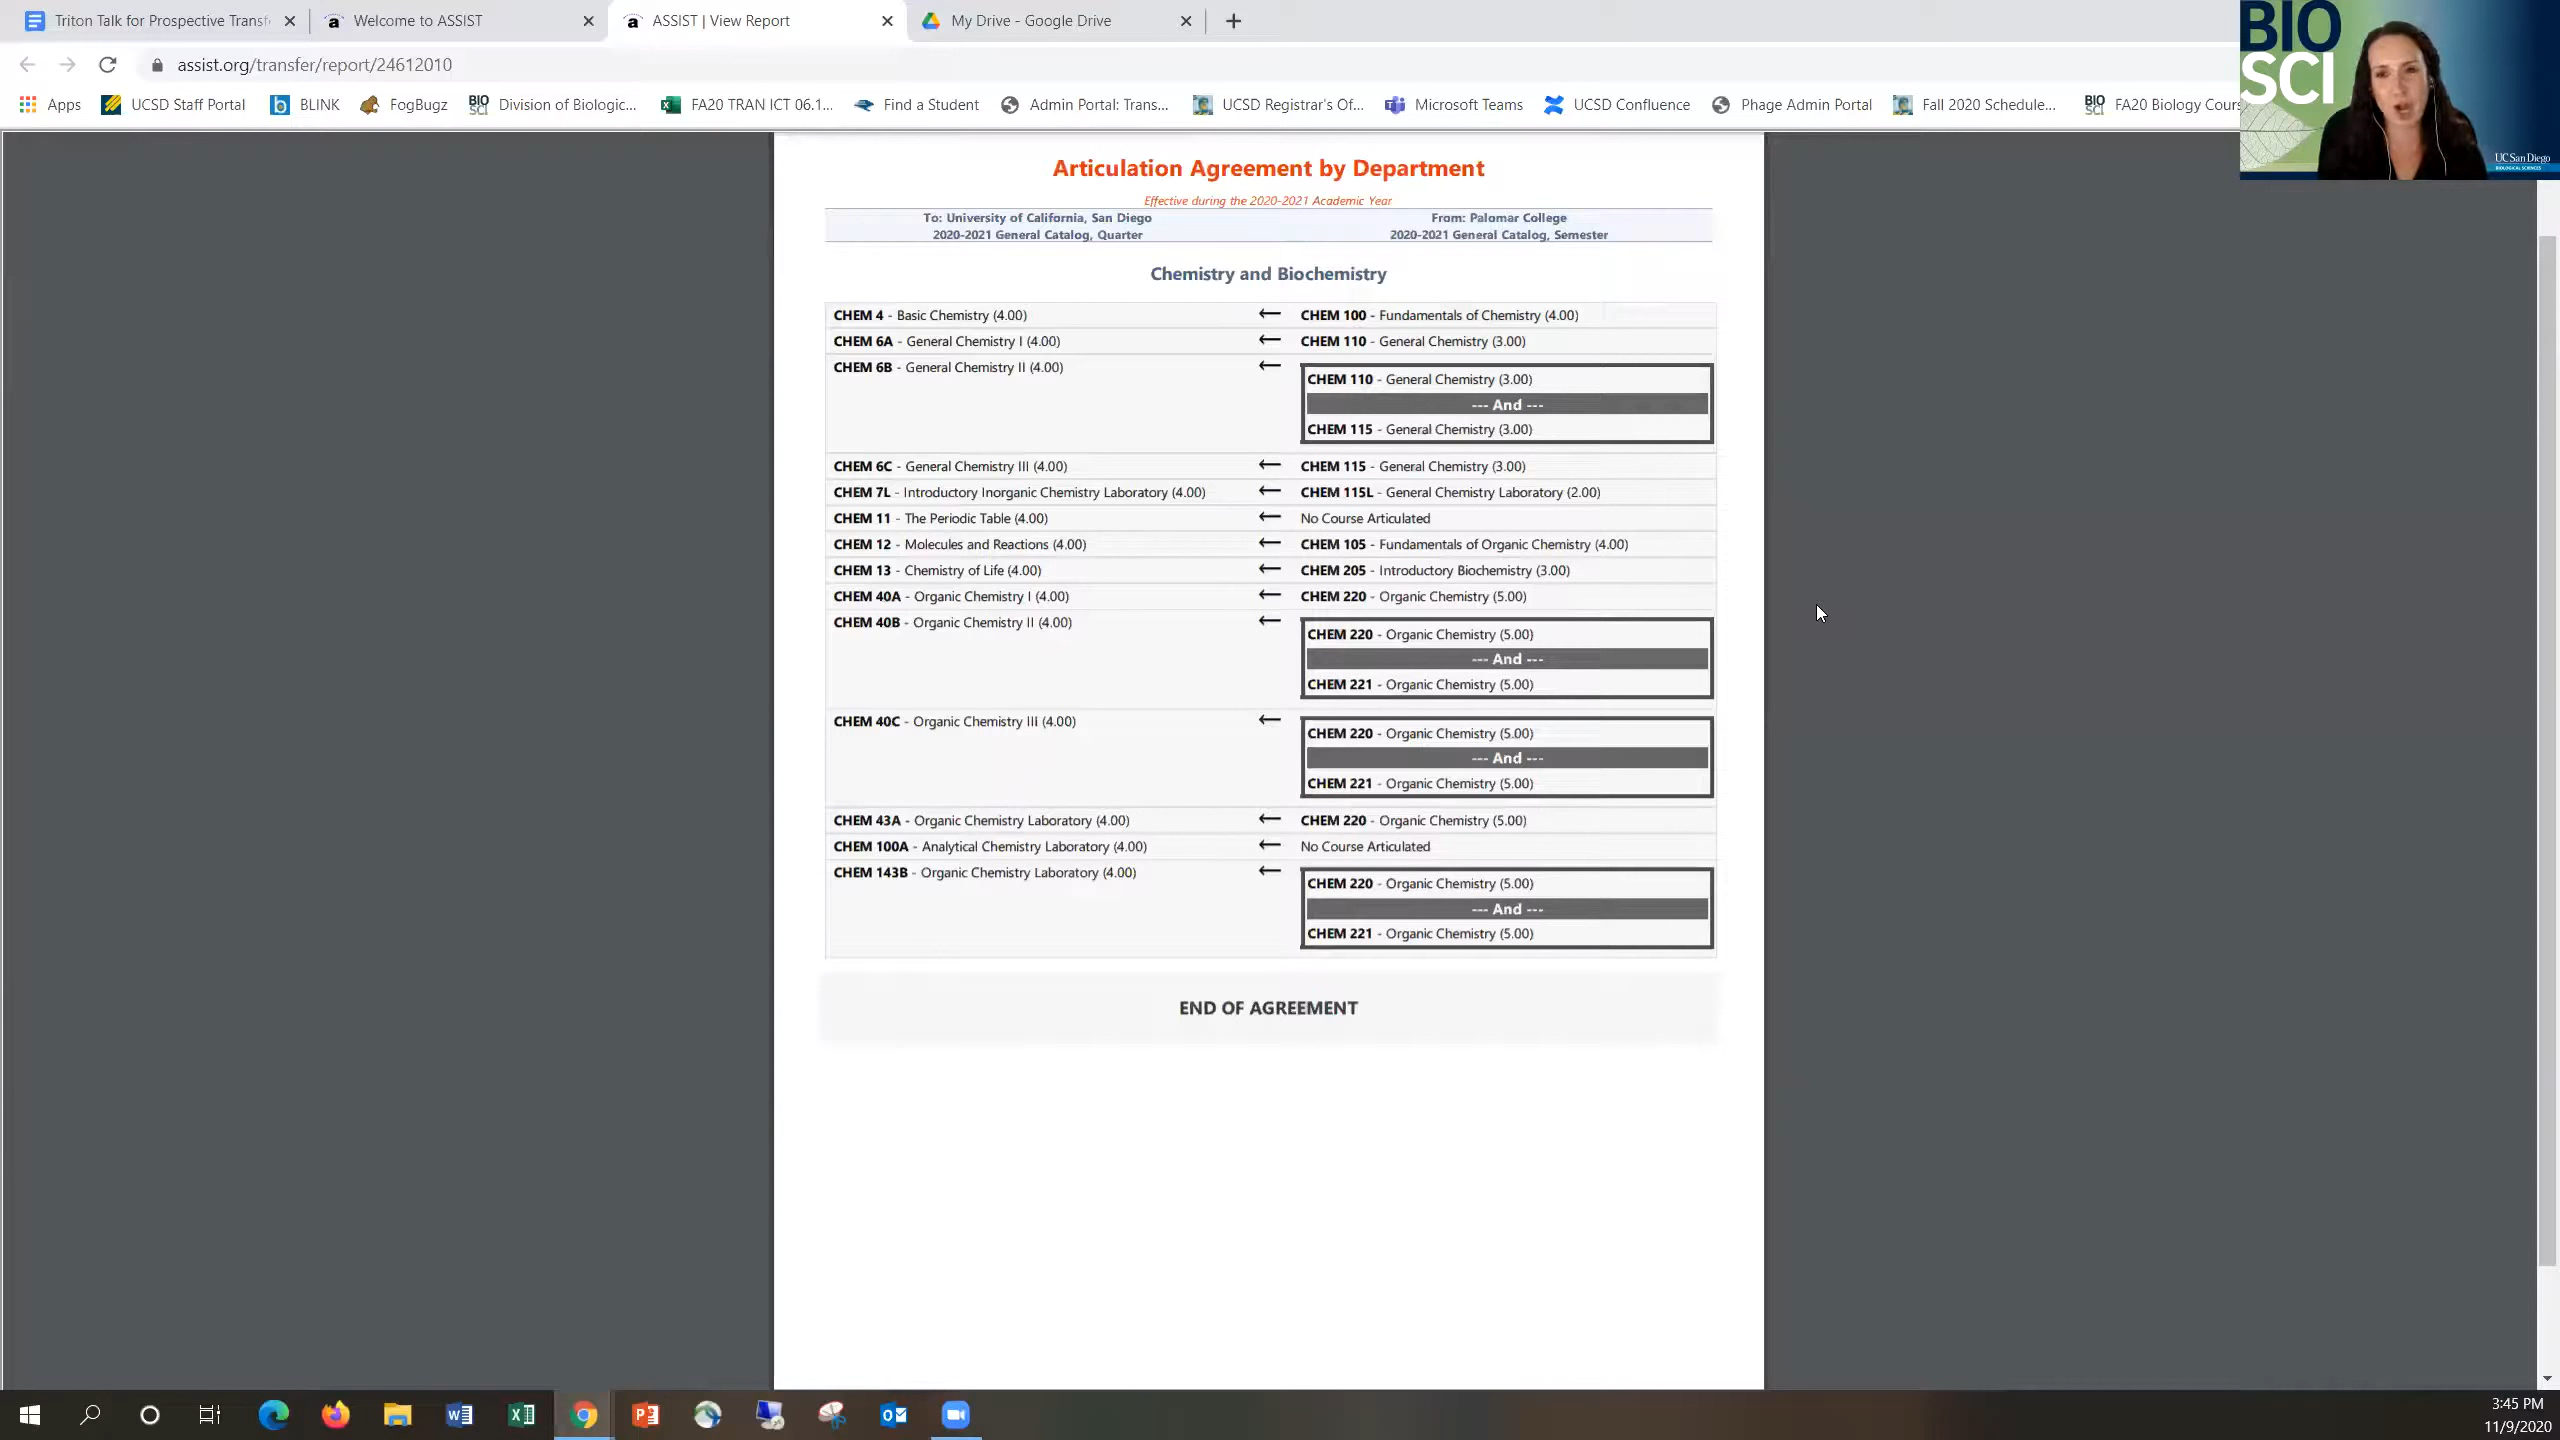 Triton Talk for Prospective Transf
Welcome to ASSIST
ASSIST | View Report
My Drive - Google Drive
assist.org/transfer/report/24612010
Apps
UCSD Staff Portal
BLINK
FogBugz
BIO SCI Division of Biologic...
FA20 TRAN ICT 06.1...
Find a Student
Admin Portal: Trans...
UCSD Registrar's Of...
Microsoft Teams
UCSD Confluence
Phage Admin Portal
Fall 2020 Schedule...
BIO SCI FA20 Biology Cour
BIO
SCI
UC San Diego
BIOLOGICAL SCIENCES
Articulation Agreement by Department
Effective during the 2020-2021 Academic Year
To: University of California, San Diego
2020-2021 General Catalog, Quarter
From: Palomar College
2020-2021 General Catalog, Semester
Chemistry and Biochemistry
CHEM 4 - Basic Chemistry (4.00) ← CHEM 100 - Fundamentals of Chemistry (4.00)
CHEM 6A - General Chemistry I (4.00) ← CHEM 110 - General Chemistry (3.00)
CHEM 6B - General Chemistry II (4.00) ← CHEM 110 - General Chemistry (3.00)
--- And ---
CHEM 115 - General Chemistry (3.00)
CHEM 6C - General Chemistry III (4.00) ← CHEM 115 - General Chemistry (3.00)
CHEM 7L - Introductory Inorganic Chemistry Laboratory (4.00) ← CHEM 115L - General Chemistry Laboratory (2.00)
CHEM 11 - The Periodic Table (4.00) ← No Course Articulated
CHEM 12 - Molecules and Reactions (4.00) ← CHEM 105 - Fundamentals of Organic Chemistry (4.00)
CHEM 13 - Chemistry of Life (4.00) ← CHEM 205 - Introductory Biochemistry (3.00)
CHEM 40A - Organic Chemistry I (4.00) ← CHEM 220 - Organic Chemistry (5.00)
CHEM 40B - Organic Chemistry II (4.00) ← CHEM 220 - Organic Chemistry (5.00)
--- And ---
CHEM 221 - Organic Chemistry (5.00)
CHEM 40C - Organic Chemistry III (4.00) ← CHEM 220 - Organic Chemistry (5.00)
--- And ---
CHEM 221 - Organic Chemistry (5.00)
CHEM 43A - Organic Chemistry Laboratory (4.00) ← CHEM 220 - Organic Chemistry (5.00)
CHEM 100A - Analytical Chemistry Laboratory (4.00) ← No Course Articulated
CHEM 143B - Organic Chemistry Laboratory (4.00) ← CHEM 220 - Organic Chemistry (5.00)
--- And ---
CHEM 221 - Organic Chemistry (5.00)
END OF AGREEMENT
3:45 PM
11/9/2020